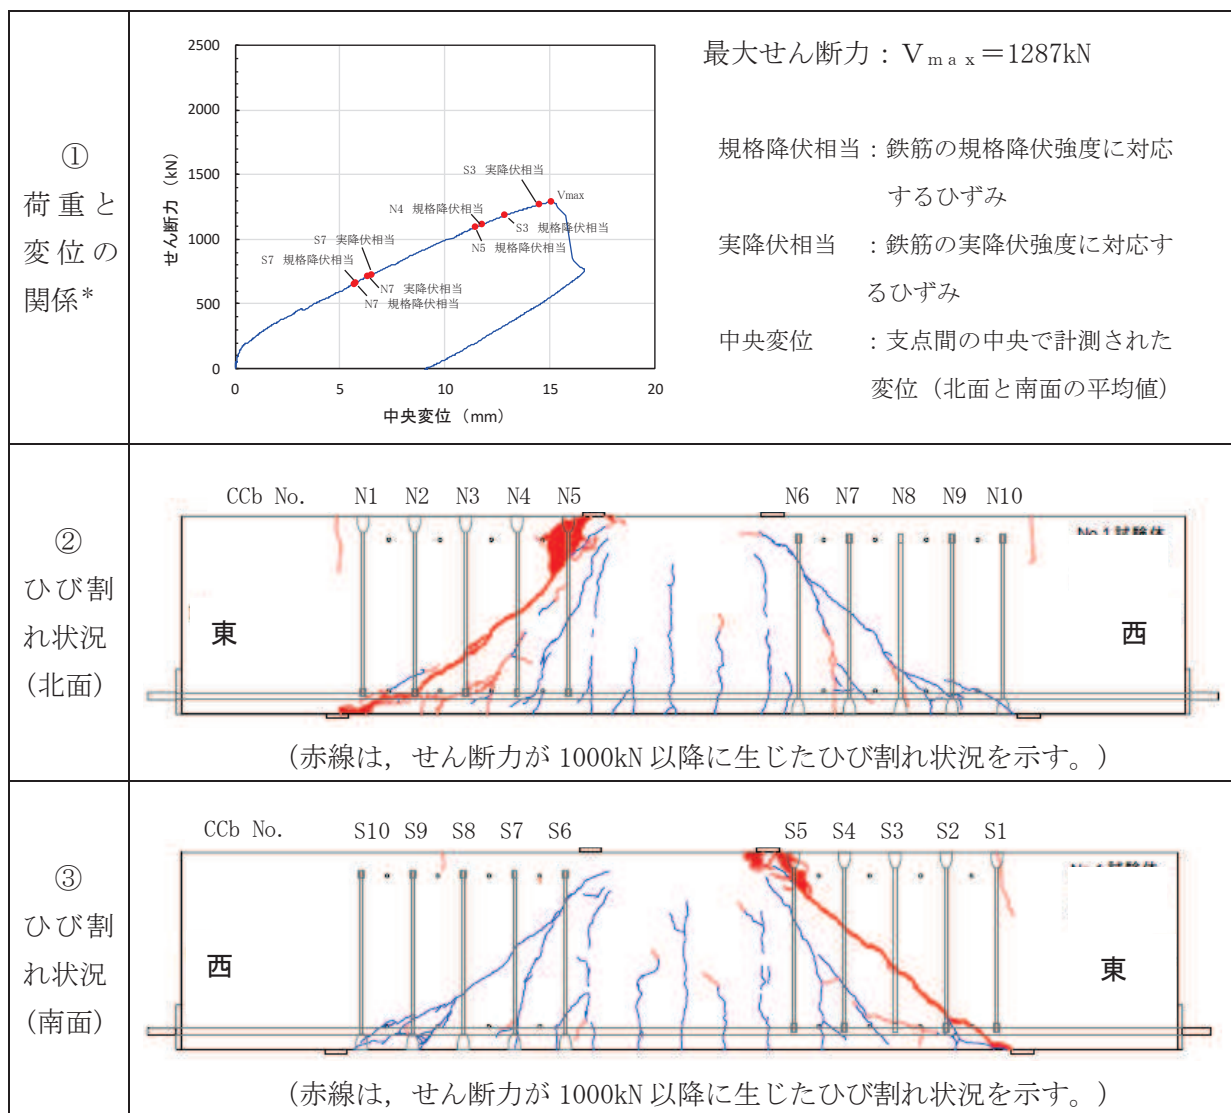 ①
荷重と
変位の
関係*
2500
2000
1500
1000
500
0
0 5 10 15 20
せん断力（kN）
中央変位（mm）
S3 実降伏相当
Vmax
N4 規格降伏相当
S3 規格降伏相当
N5 規格降伏相当
S7 実降伏相当
S7 規格降伏相当
N7 実降伏相当
N7 規格降伏相当
最大せん断力：Ｖｍａｘ＝1287kN
規格降伏相当：鉄筋の規格降伏強度に対応
するひずみ
実降伏相当　：鉄筋の実降伏強度に対応す
るひずみ
中央変位　　：支点間の中央で計測された
変位（北面と南面の平均値）
②
ひび割
れ状況
(北面)
CCb No. N1 N2 N3 N4 N5 N6 N7 N8 N9 N10
東
西
(赤線は，せん断力が 1000kN 以降に生じたひび割れ状況を示す。)
③
ひび割
れ状況
(南面)
CCb No. S10 S9 S8 S7 S6 S5 S4 S3 S2 S1
西
東
(赤線は，せん断力が 1000kN 以降に生じたひび割れ状況を示す。)